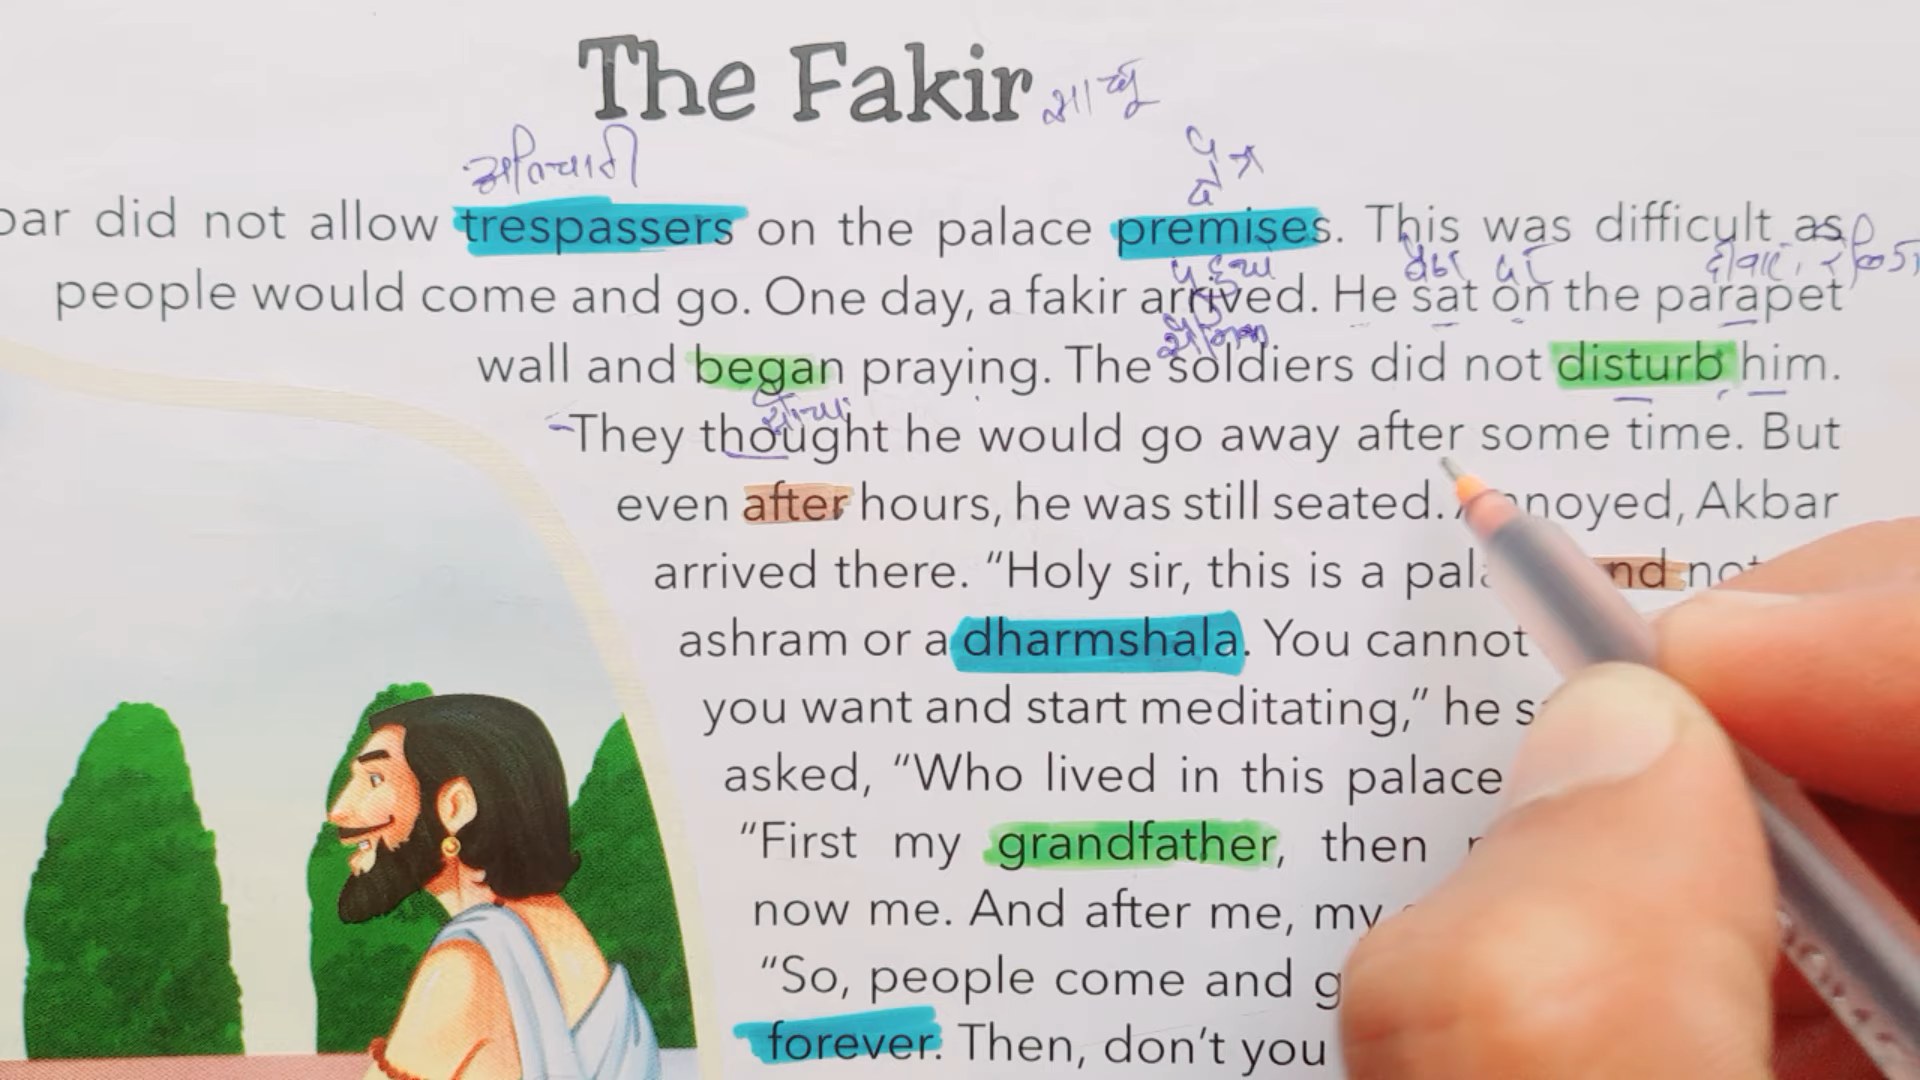 The Fakir साधु
did not allow trespassers on the palace premises. This was difficult as
people would come and go. One day, a fakir arrived. He sat on the parapet
wall and began praying. The soldiers did not disturb him.
सोचा
They thought he would go away after some time. But
even after hours, he was still seated. Annoyed, Akbar
arrived there. “Holy sir, this is a
ashram or a dharmshala. You cannot
you want and start meditating,” he
asked, “Who lived in this palace
“First my grandfather, then
now me. And after me, my
“So, people come and
forever. Then, don’t you